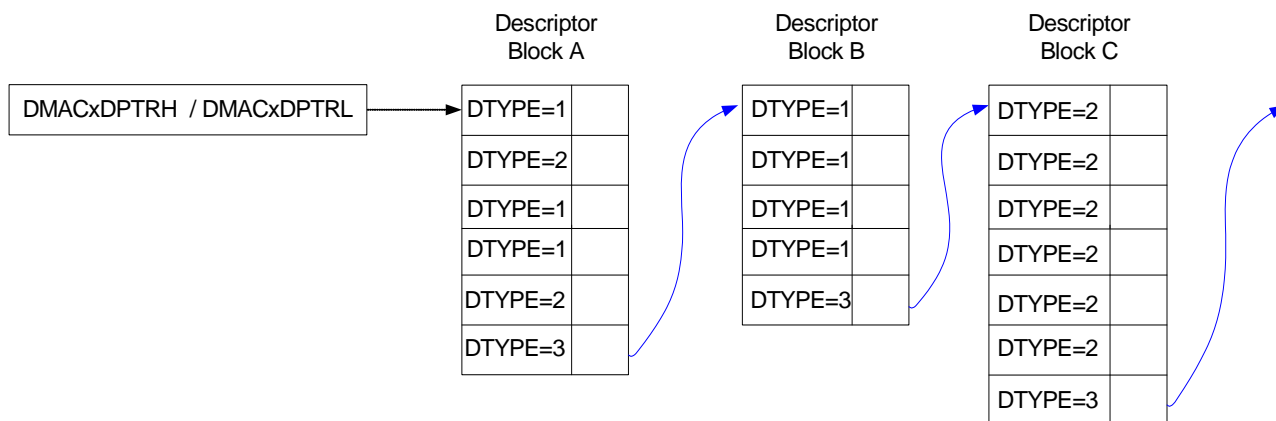 Descriptor
Block A
Descriptor
Block B
Descriptor
Block C
DMACxDPTRH / DMACxDPTRL
DTYPE=1
DTYPE=2
DTYPE=1
DTYPE=1
DTYPE=2
DTYPE=3
DTYPE=1
DTYPE=1
DTYPE=1
DTYPE=1
DTYPE=3
DTYPE=2
DTYPE=2
DTYPE=2
DTYPE=2
DTYPE=2
DTYPE=2
DTYPE=3